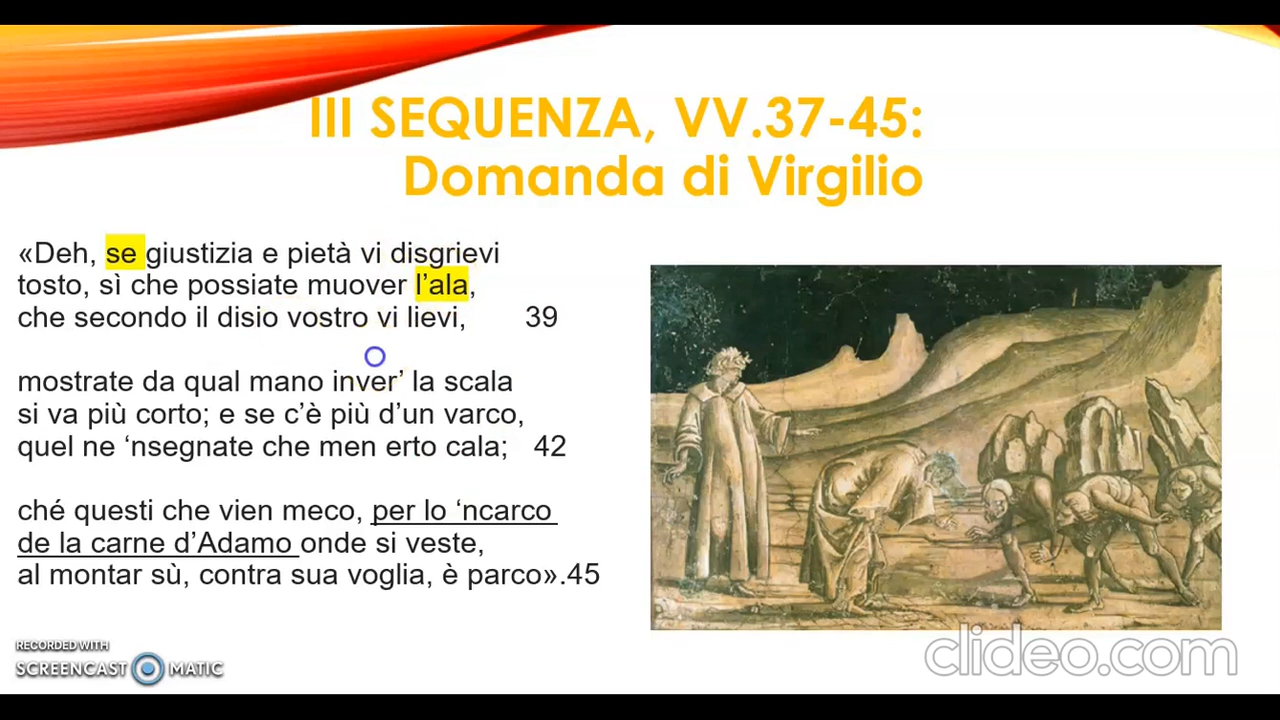 III SEQUENZA, VV.37-45:
Domanda di Virgilio
«Deh, se giustizia e pietà vi disgrievi
tosto, sì che possiate muover l’ala,
che secondo il disio vostro vi lievi, 39
mostrate da qual mano inver’ la scala
si va più corto; e se c’è più d’un varco,
quel ne ‘nsegnate che men erto cala; 42
ché questi che vien meco, per lo ‘ncarco
de la carne d’Adamo onde si veste,
al montar sù, contra sua voglia, è parco».45
RECORDED WITH
SCREENCAST MATIC
clideo.com